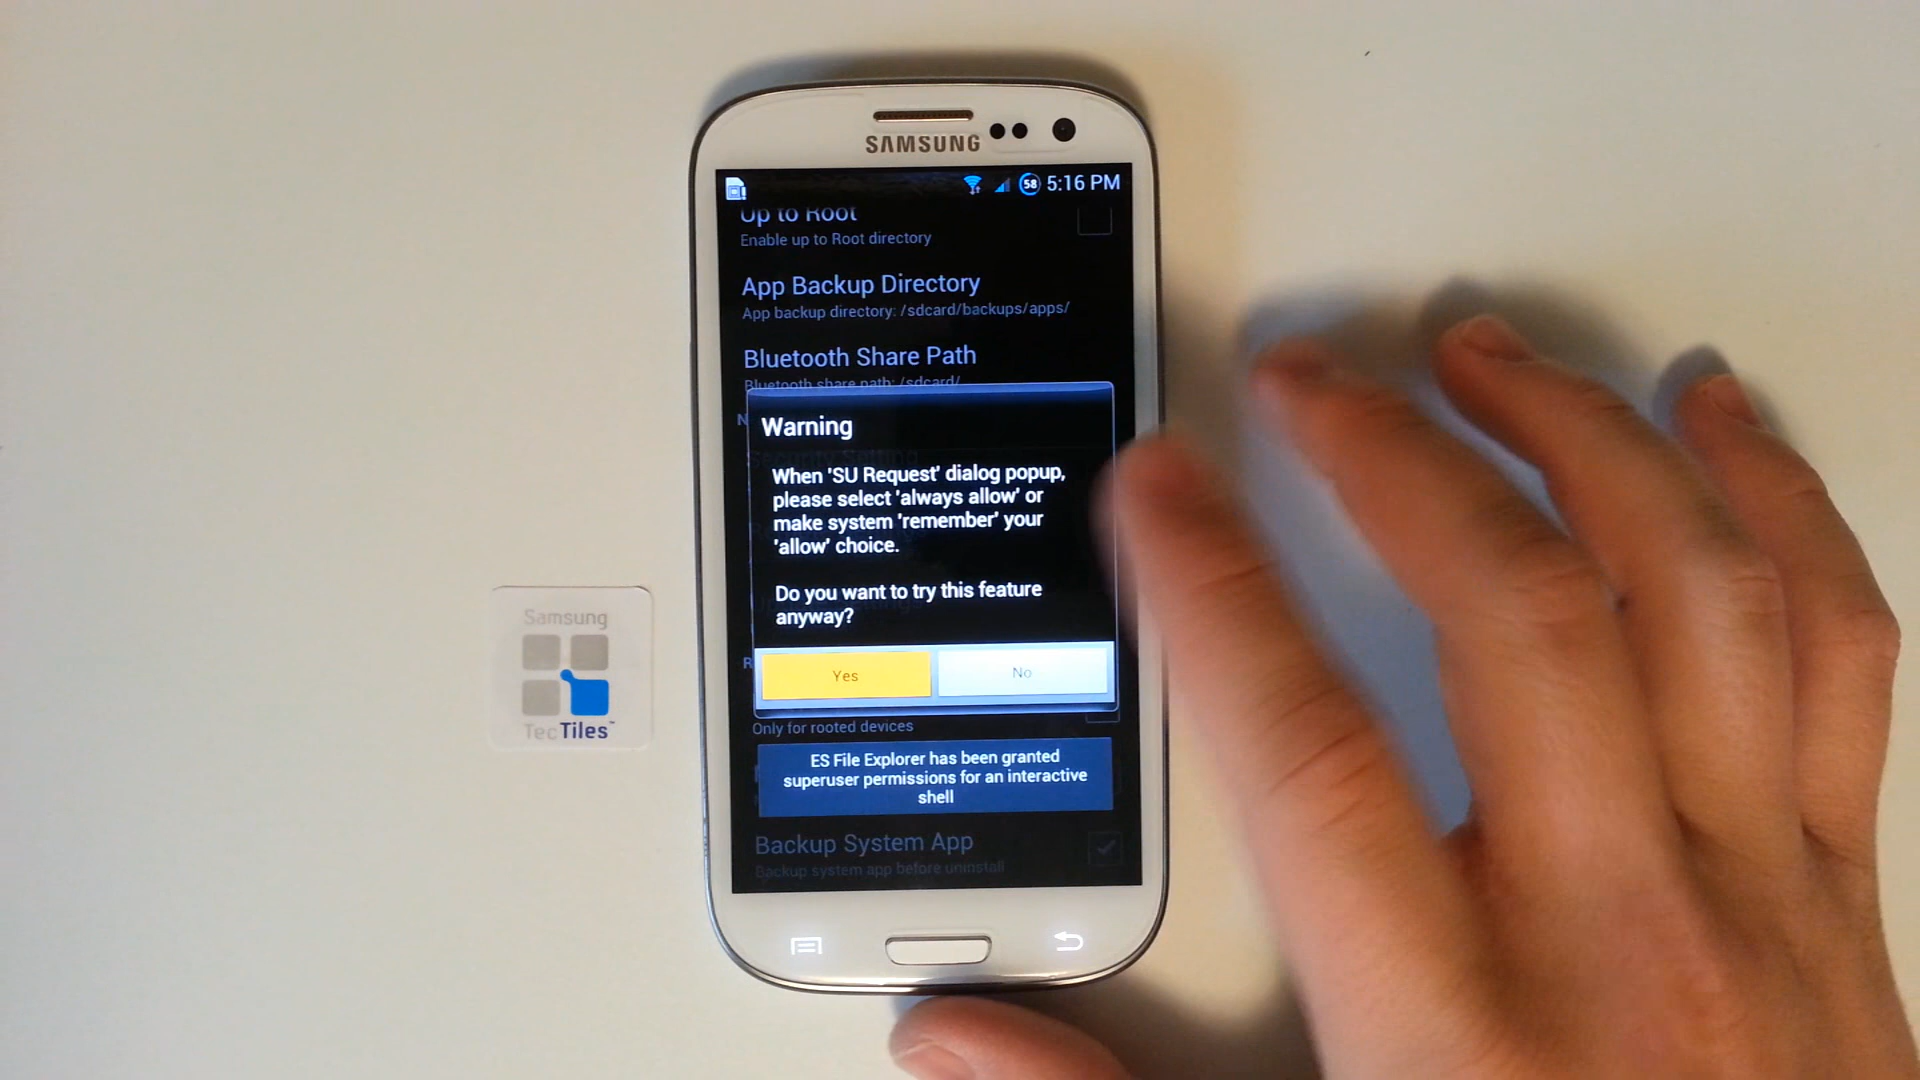 SAMSUNG
58 5:16 PM
Up to Root
Enable up to Root directory
App Backup Directory
App backup directory: /sdcard/backups/apps/
Bluetooth Share Path
Bluetooth share path: /sdcard/
Warning
When 'SU Request' dialog popup,
please select 'always allow' or
make system 'remember' your
'allow' choice.
Do you want to try this feature
anyway?
Yes
No
Only for rooted devices
ES File Explorer has been granted
superuser permissions for an interactive
shell
Backup System App
Backup system app before uninstall
Samsung
TecTiles™